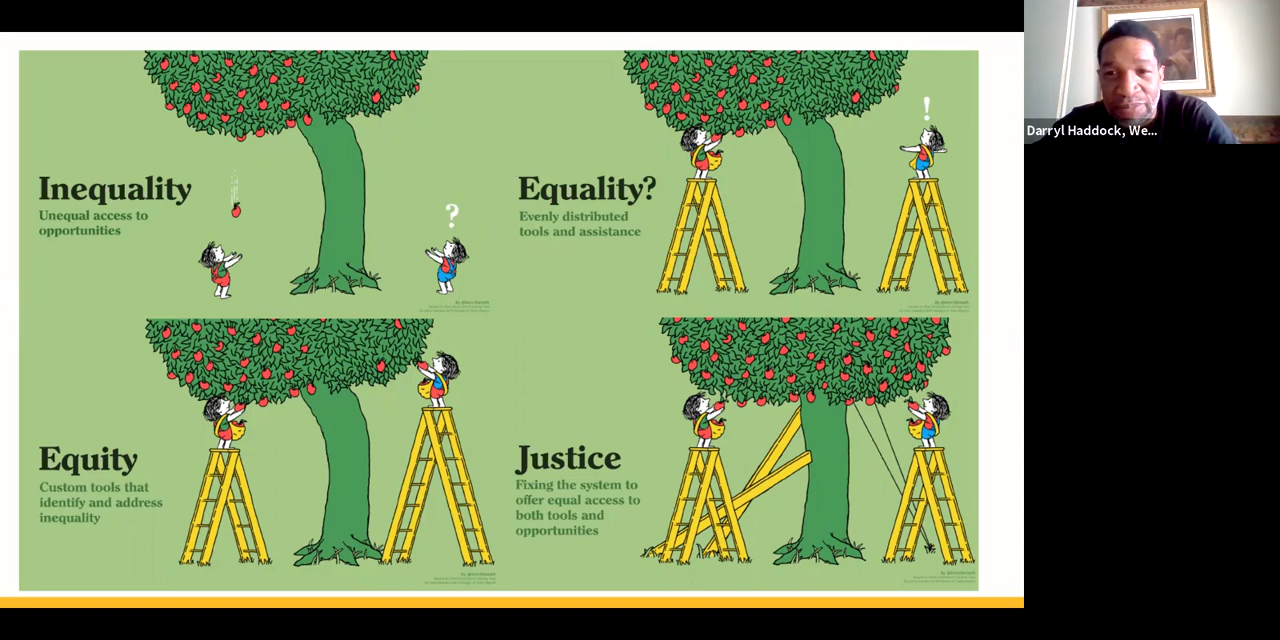 Inequality
Unequal access to
opportunities
?
Equality?
Evenly distributed
tools and assistance
!
Equity
Custom tools that
identify and address
inequality
Justice
Fixing the system to
offer equal access to
both tools and
opportunities
Darryl Haddock, We...